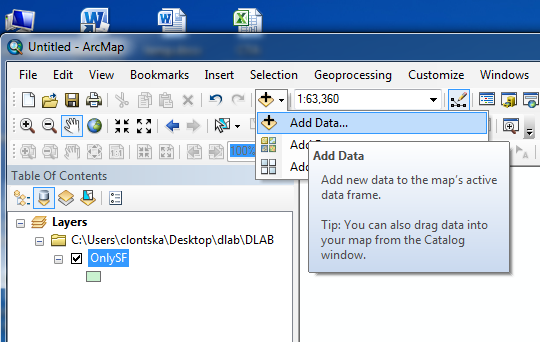 Untitled - ArcMap
File Edit View Bookmarks Insert Selection Geoprocessing Customize Windows
1:63,360
Add Data...
100%
Add
Add
Add Data
Add new data to the map's active
data frame.
Tip: You can also drag data into
your map from the Catalog
window.
Table Of Contents
Layers
C:\Users\clontska\Desktop\dlab\DLAB
OnlySF